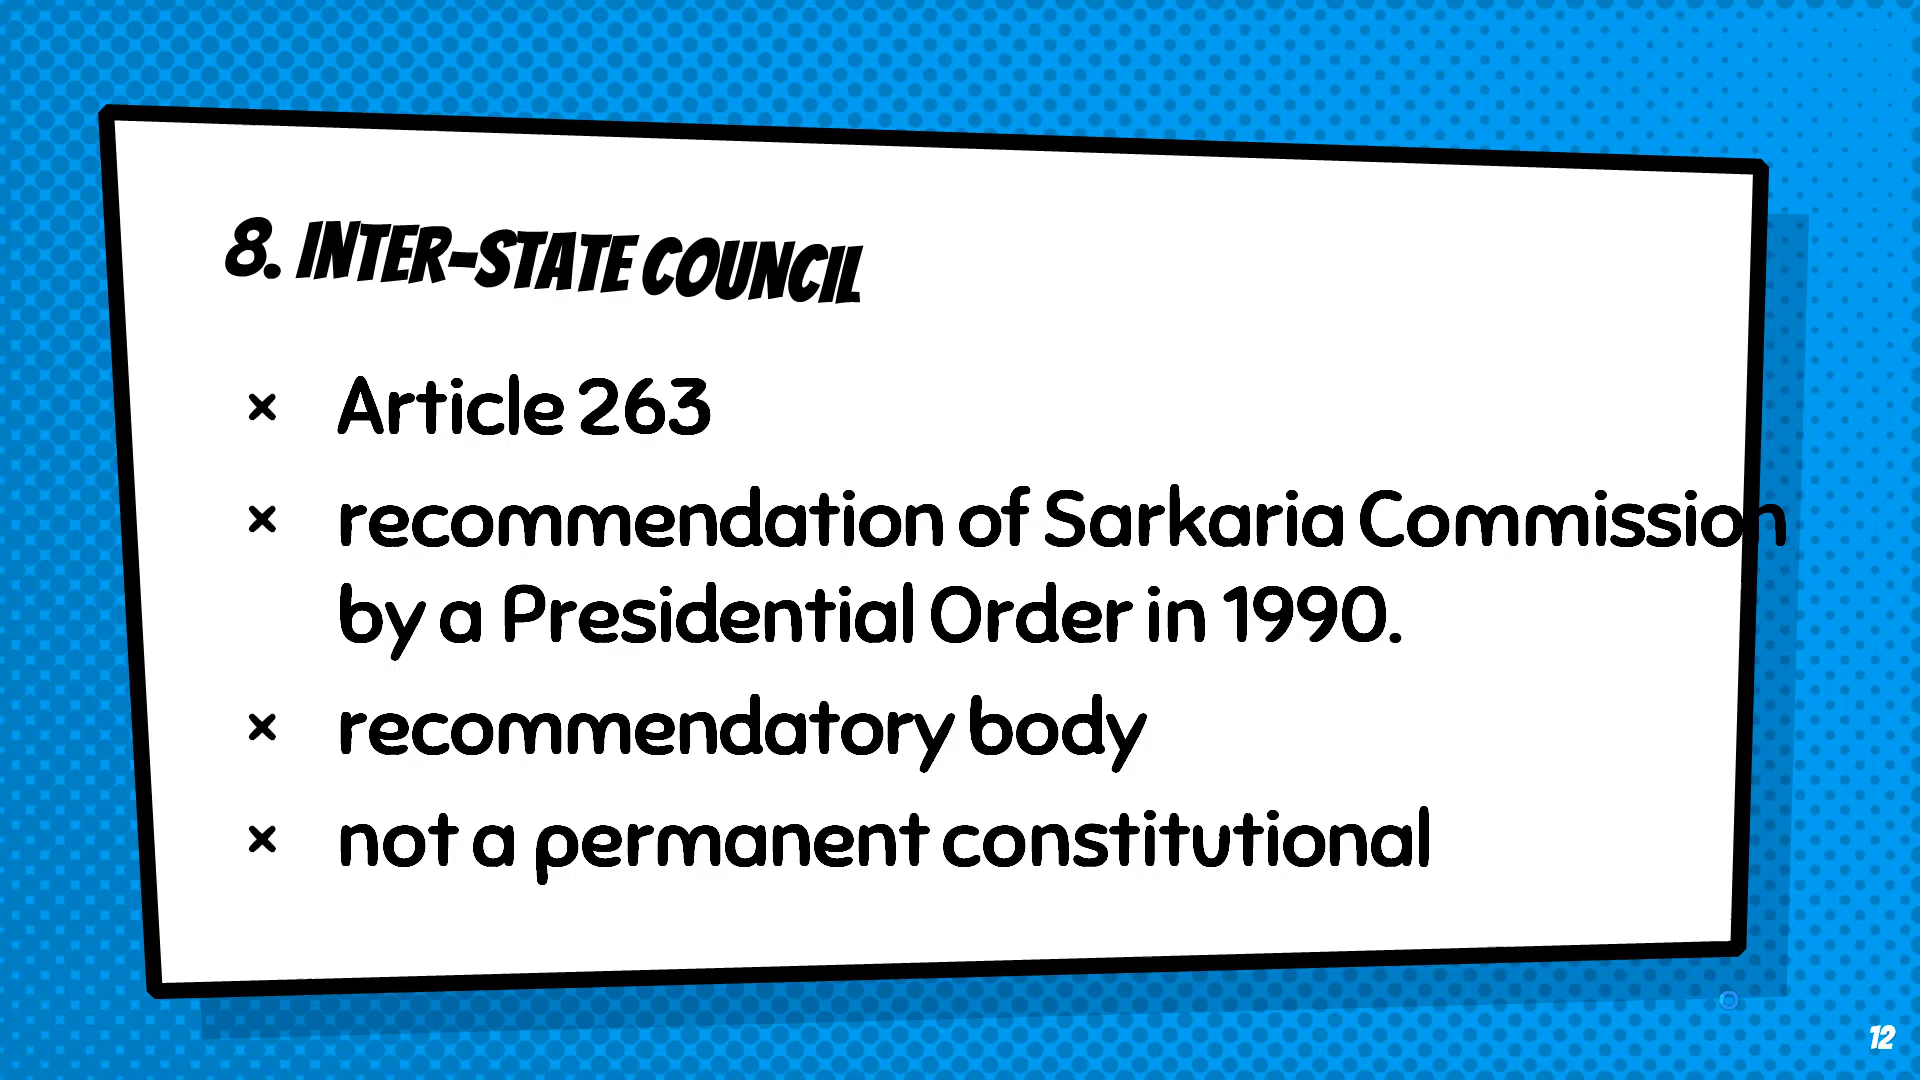 8. INTER-STATE COUNCIL
× Article 263
× recommendation of Sarkaria Commission
by a Presidential Order in 1990.
× recommendatory body
× not a permanent constitutional
12